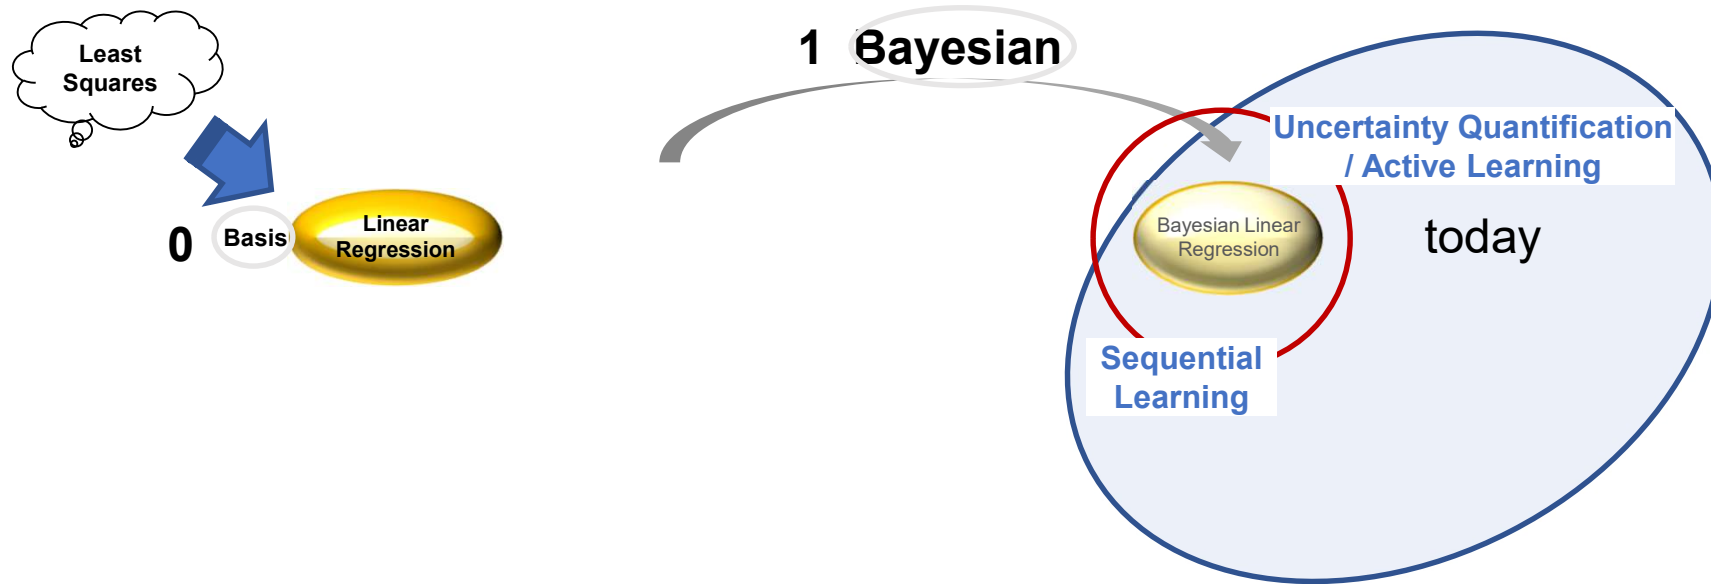 Least
Squares
1 Bayesian
Uncertainty Quantification
/ Active Learning
0 Basis
Linear
Regression
Bayesian Linear
Regression
today
Sequential
Learning